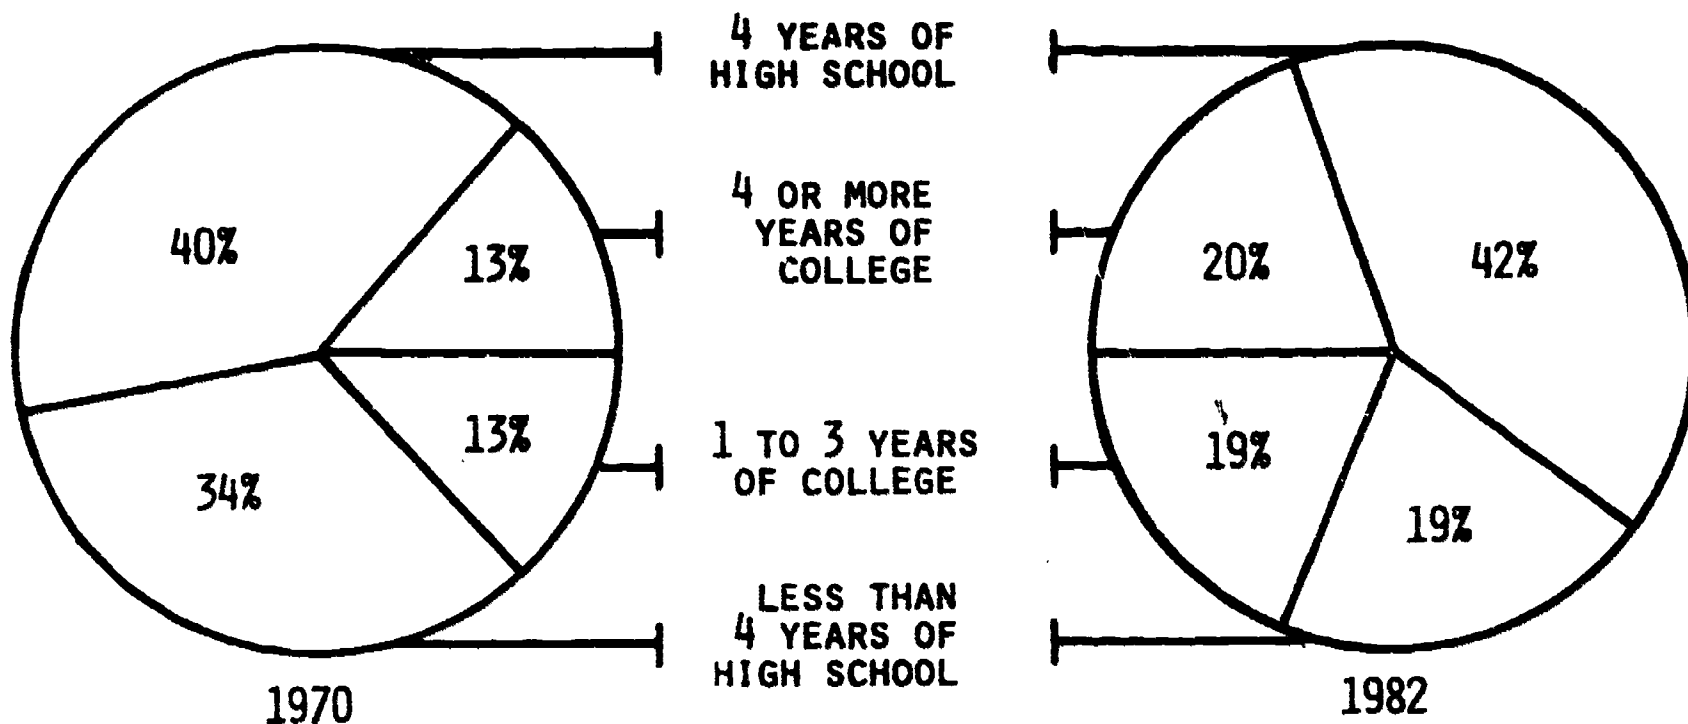 4 YEARS OF
HIGH SCHOOL
4 OR MORE
YEARS OF
COLLEGE
1 TO 3 YEARS
OF COLLEGE
LESS THAN
4 YEARS OF
HIGH SCHOOL
40%
13%
13%
34%
1970
20%
42%
19%
19%
1982